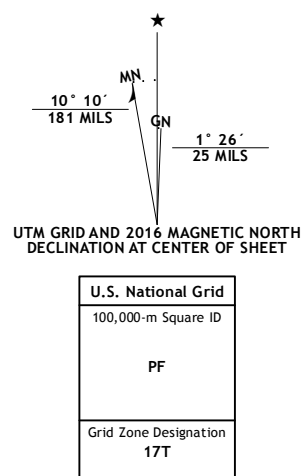 MN
10° 10´
181 MILS
GN
1° 26´
25 MILS
UTM GRID AND 2016 MAGNETIC NORTH
DECLINATION AT CENTER OF SHEET
U.S. National Grid
100,000-m Square ID
PF
Grid Zone Designation
17T